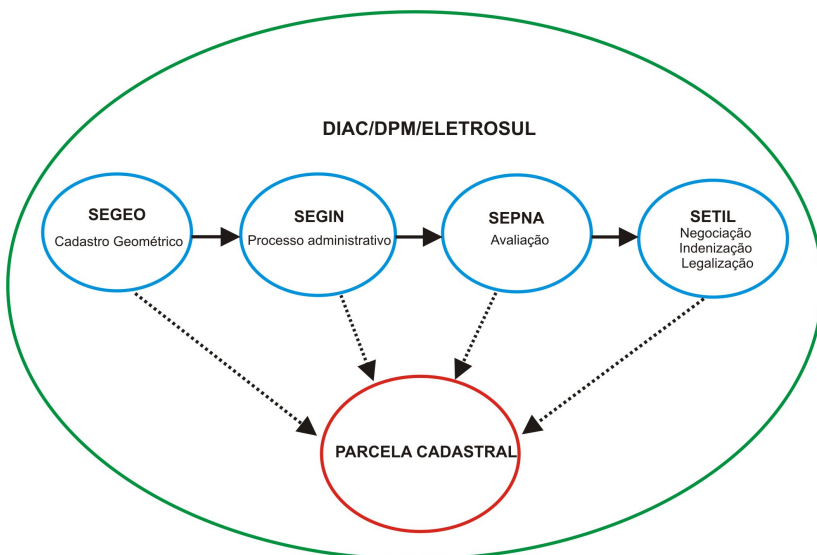 DIAC/DPM/ELETROSUL
SEGEO
Cadastro Geométrico
SEGIN
Processo administrativo
SEPNA
Avaliação
SETIL
Negociação
Indenização
Legalização
PARCELA CADASTRAL